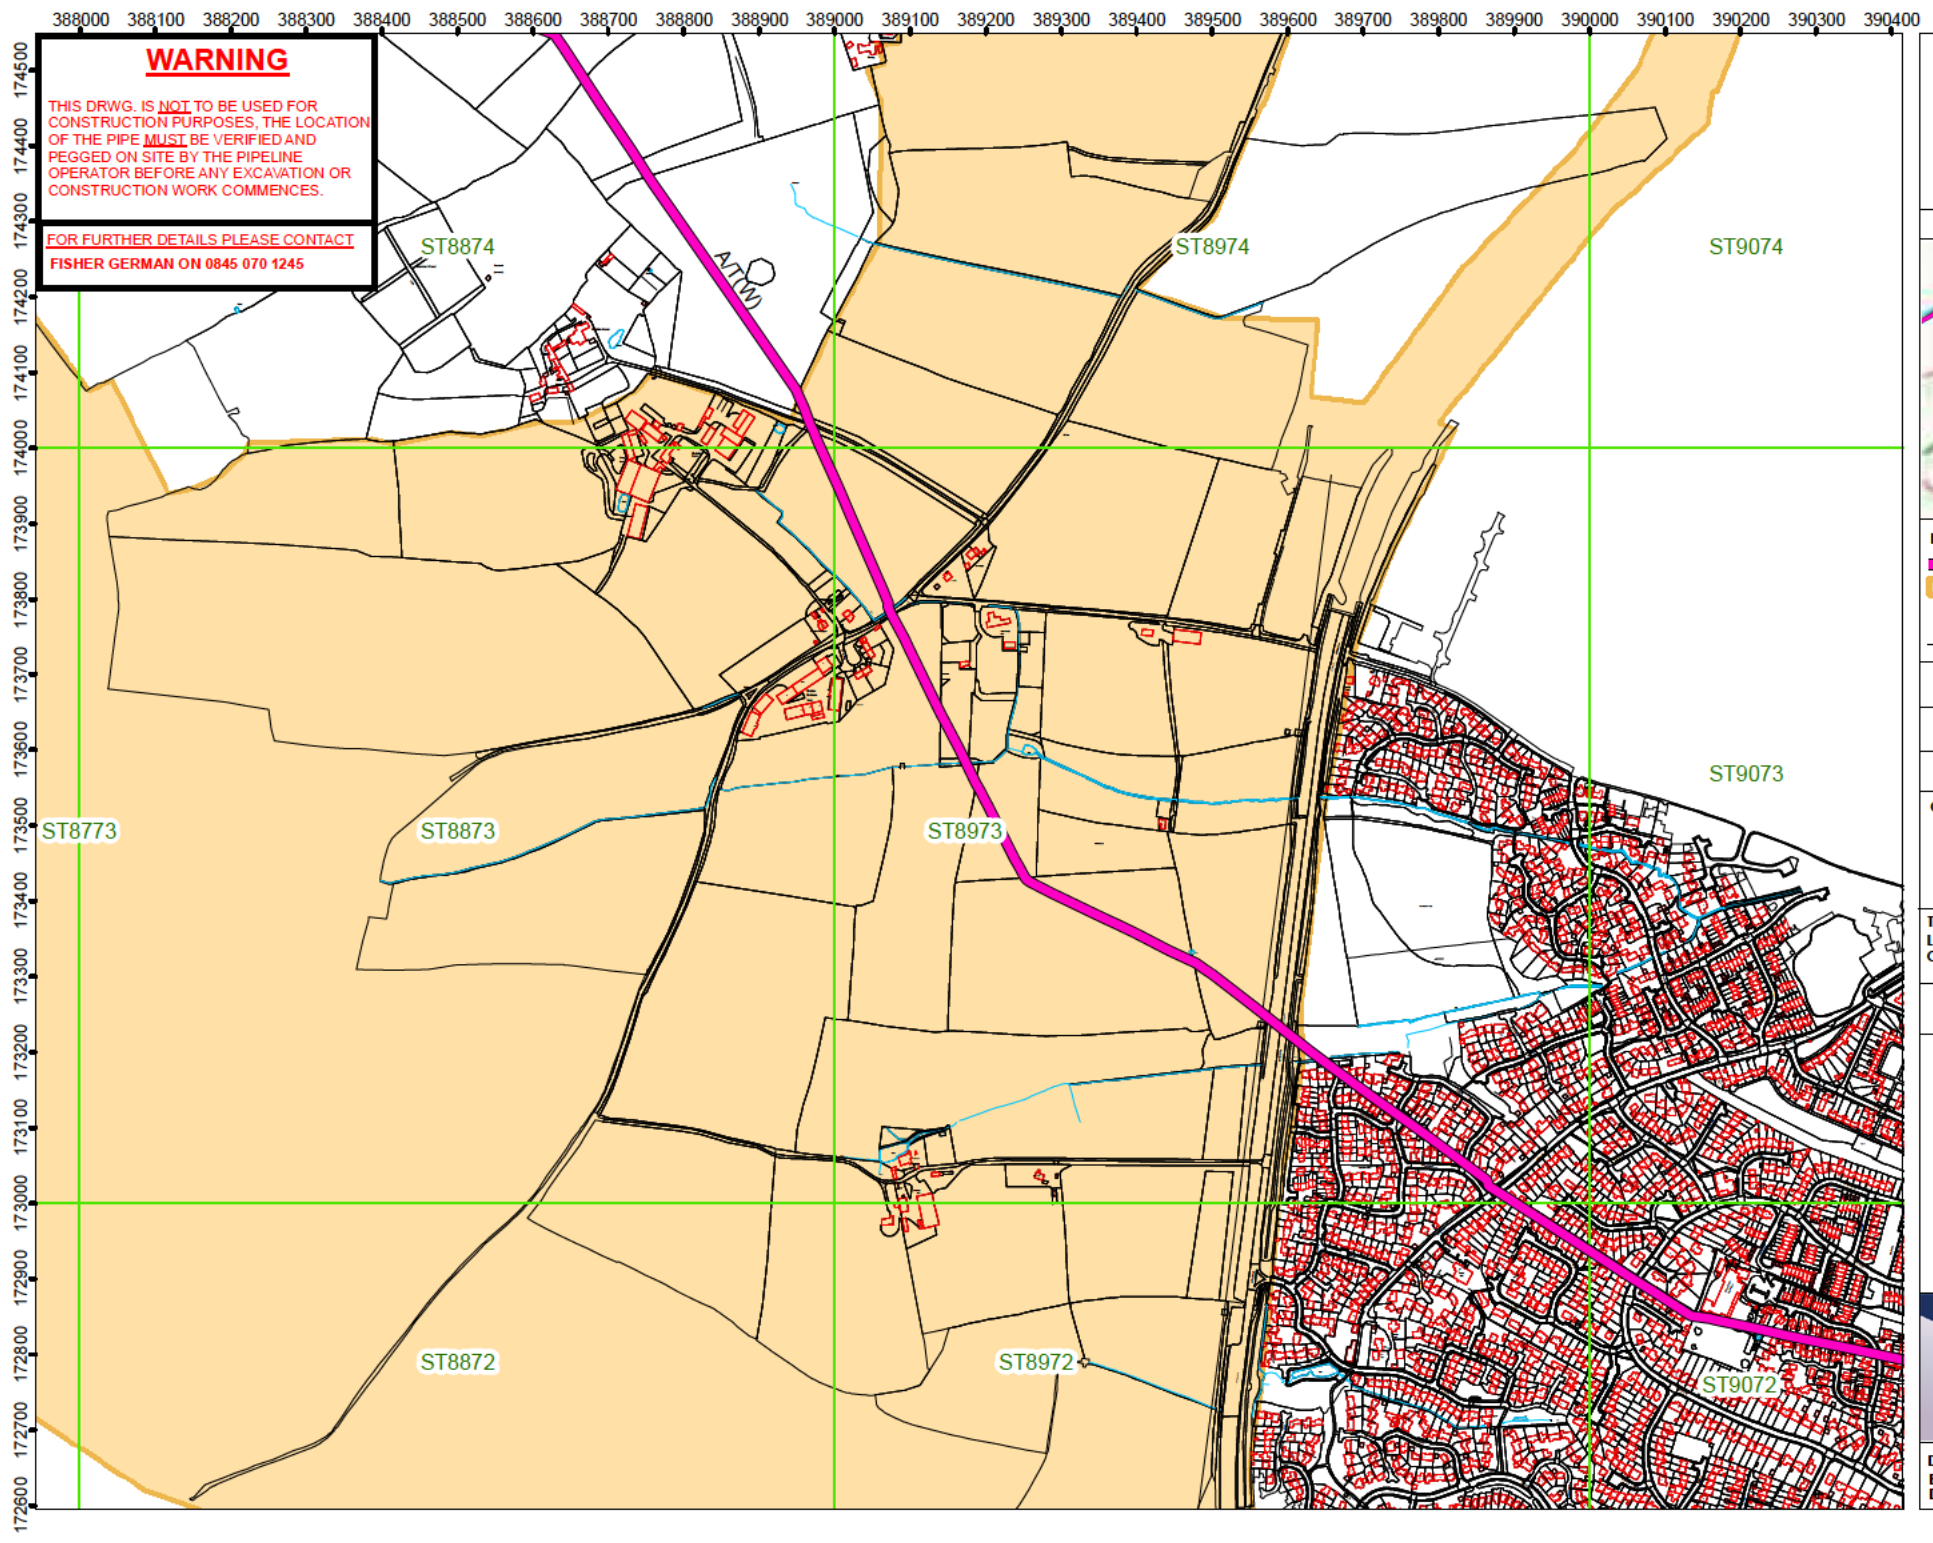 388000 388100 388200 388300 388400 388500 388600 388700 388800 388900 389000 389100 389200 389300 389400 389500 389600 389700 389800 389900 390000 390100 390200 390300 390400
174500
174400
174300
174200
174100
174000
173900
173800
173700
173600
173500
173400
173300
173200
173100
173000
172900
172800
172700
172600
WARNING
THIS DRWG. IS NOT TO BE USED FOR
CONSTRUCTION PURPOSES, THE LOCATION
OF THE PIPE MUST BE VERIFIED AND
PEGGED ON SITE BY THE PIPELINE
OPERATOR BEFORE ANY EXCAVATION OR
CONSTRUCTION WORK COMMENCES.
FOR FURTHER DETAILS PLEASE CONTACT
FISHER GERMAN ON 0845 070 1245
ST8874
A/T(W)
ST8974
ST9074
ST8773
ST8873
ST8973
ST9073
ST8872
ST8972
ST9072